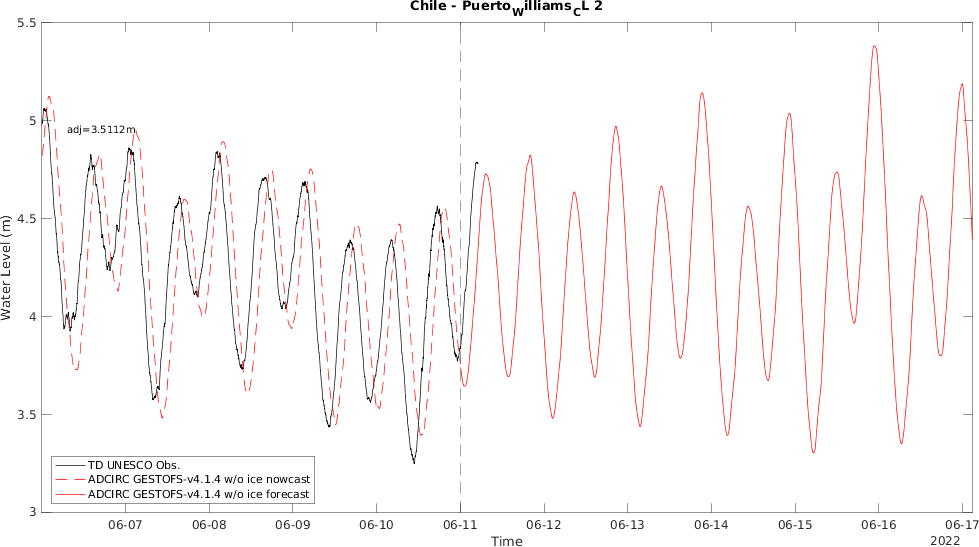 Chile - Puerto_Williams_CL 2
5.5
5
4.5
4
3.5
3
Water Level (m)
adj=3.5112m
TD UNESCO Obs.
ADCIRC GESTOFS-v4.1.4 w/o ice nowcast
ADCIRC GESTOFS-v4.1.4 w/o ice forecast
06-07 06-08 06-09 06-10 06-11 06-12 06-13 06-14 06-15 06-16 06-17
Time
2022